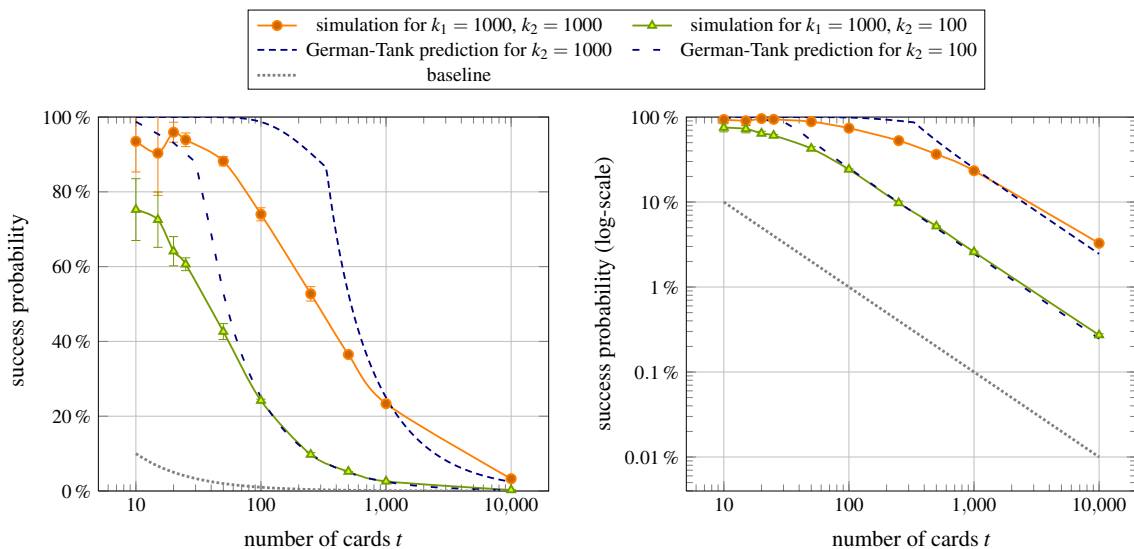 simulation for k₁ = 1000, k₂ = 1000
simulation for k₁ = 1000, k₂ = 100
German-Tank prediction for k₂ = 1000
German-Tank prediction for k₂ = 100
baseline
100 %
80 %
60 %
40 %
20 %
0 %
success probability
10
100
1,000
10,000
number of cards t
100 %
10 %
1 %
0.1 %
0.01 %
success probability (log-scale)
10
100
1,000
10,000
number of cards t